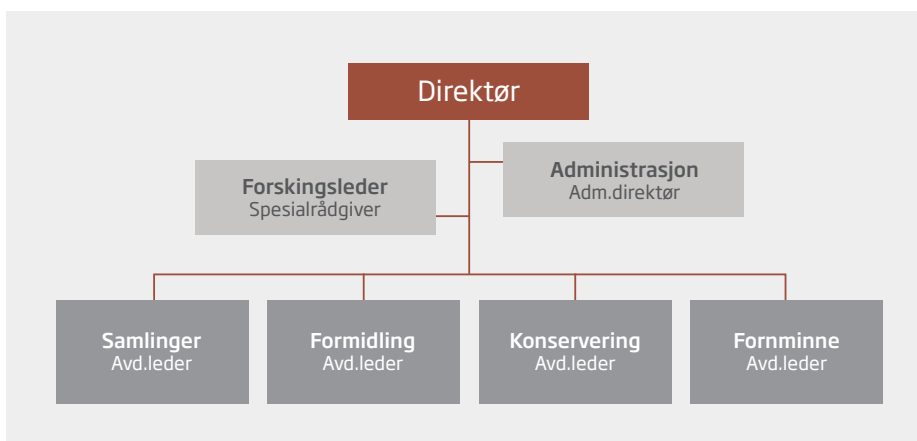 Direktør
Administrasjon
Adm.direktør
Forskingsleder
Spesialrådgiver
Samlinger
Avd.leder
Formidling
Avd.leder
Konservering
Avd.leder
Fornminne
Avd.leder